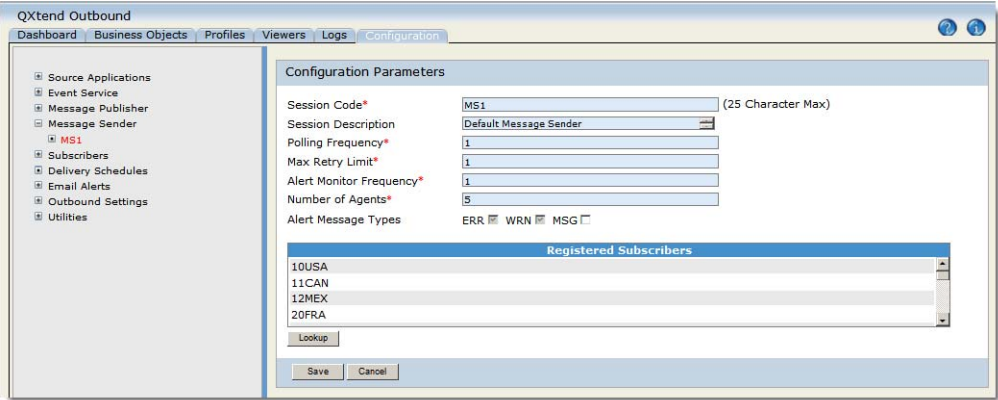 QXtend Outbound
Dashboard Business Objects Profiles Viewers Logs Configuration
Source Applications
Event Service
Message Publisher
Message Sender
MS1
Subscribers
Delivery Schedules
Email Alerts
Outbound Settings
Utilities
Configuration Parameters
Session Code* MS1 (25 Character Max)
Session Description Default Message Sender
Polling Frequency* 1
Max Retry Limit* 1
Alert Monitor Frequency* 1
Number of Agents* 5
Alert Message Types ERR WRN MSG
Registered Subscribers
10USA
11CAN
12MEX
20FRA
Lookup
Save Cancel